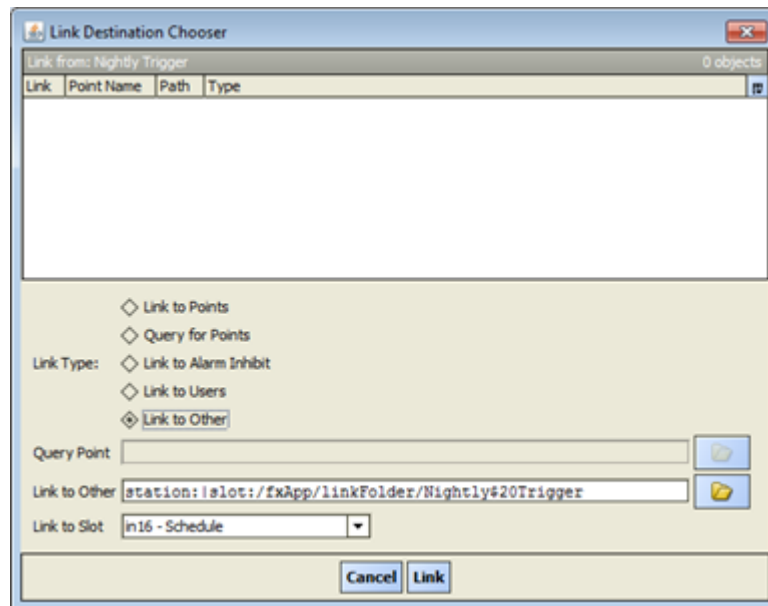 Link Destination Chooser
Link from: Nightly Trigger 0 objects
Link Point Name Path Type
Link to Points
Query for Points
Link Type: Link to Alarm Inhibit
Link to Users
Link to Other
Query Point
Link to Other station:|slot:/fxApp/linkFolder/Nightly$20Trigger
Link to Slot in16 - Schedule
Cancel Link